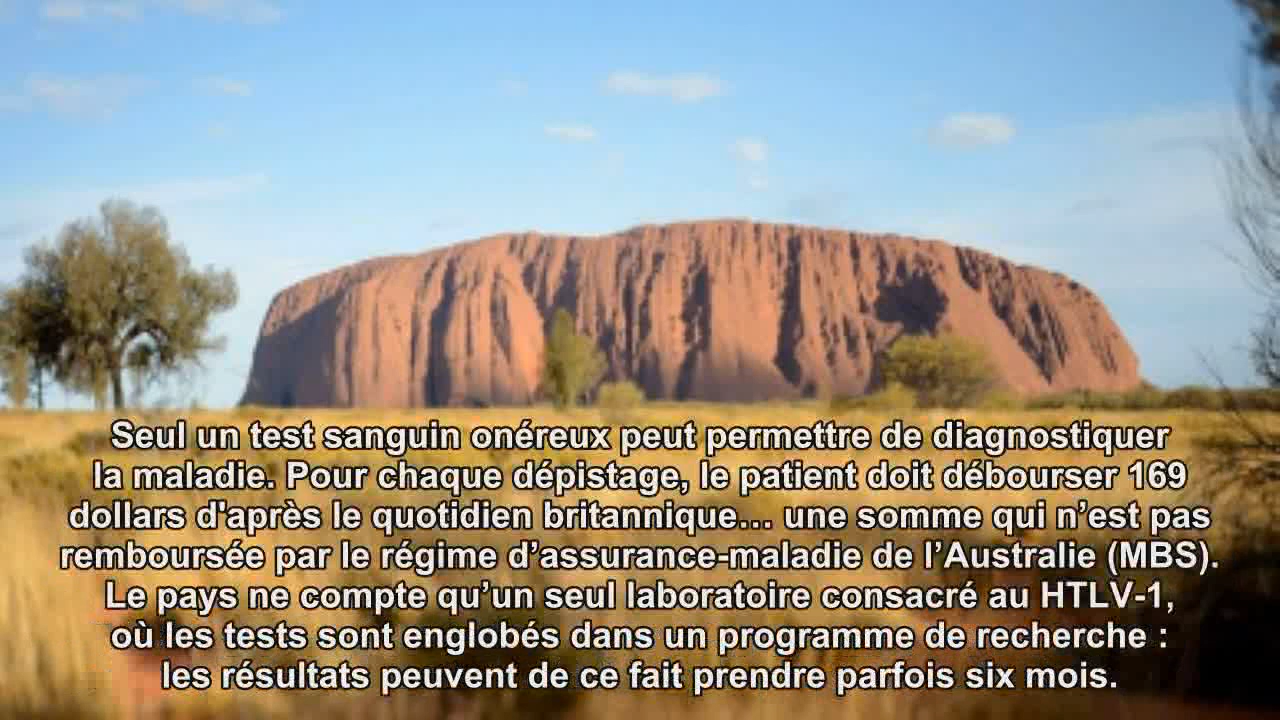 Seul un test sanguin onéreux peut permettre de diagnostiquer
la maladie. Pour chaque dépistage, le patient doit débourser 169
dollars d'après le quotidien britannique… une somme qui n’est pas
remboursée par le régime d’assurance-maladie de l’Australie (MBS).
Le pays ne compte qu’un seul laboratoire consacré au HTLV-1,
où les tests sont englobés dans un programme de recherche :
les résultats peuvent de ce fait prendre parfois six mois.